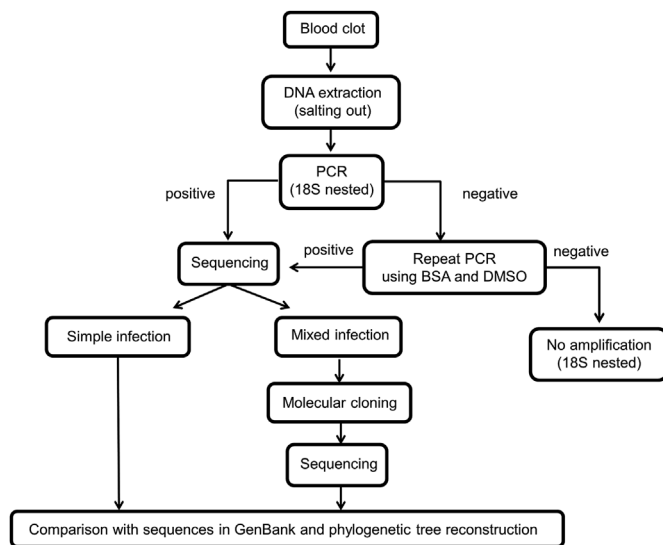 Blood clot
DNA extraction
(salting out)
PCR
(18S nested)
positive
negative
Sequencing
positive
Repeat PCR
using BSA and DMSO
negative
Simple infection
Mixed infection
No amplification
(18S nested)
Molecular cloning
Sequencing
Comparison with sequences in GenBank and phylogenetic tree reconstruction